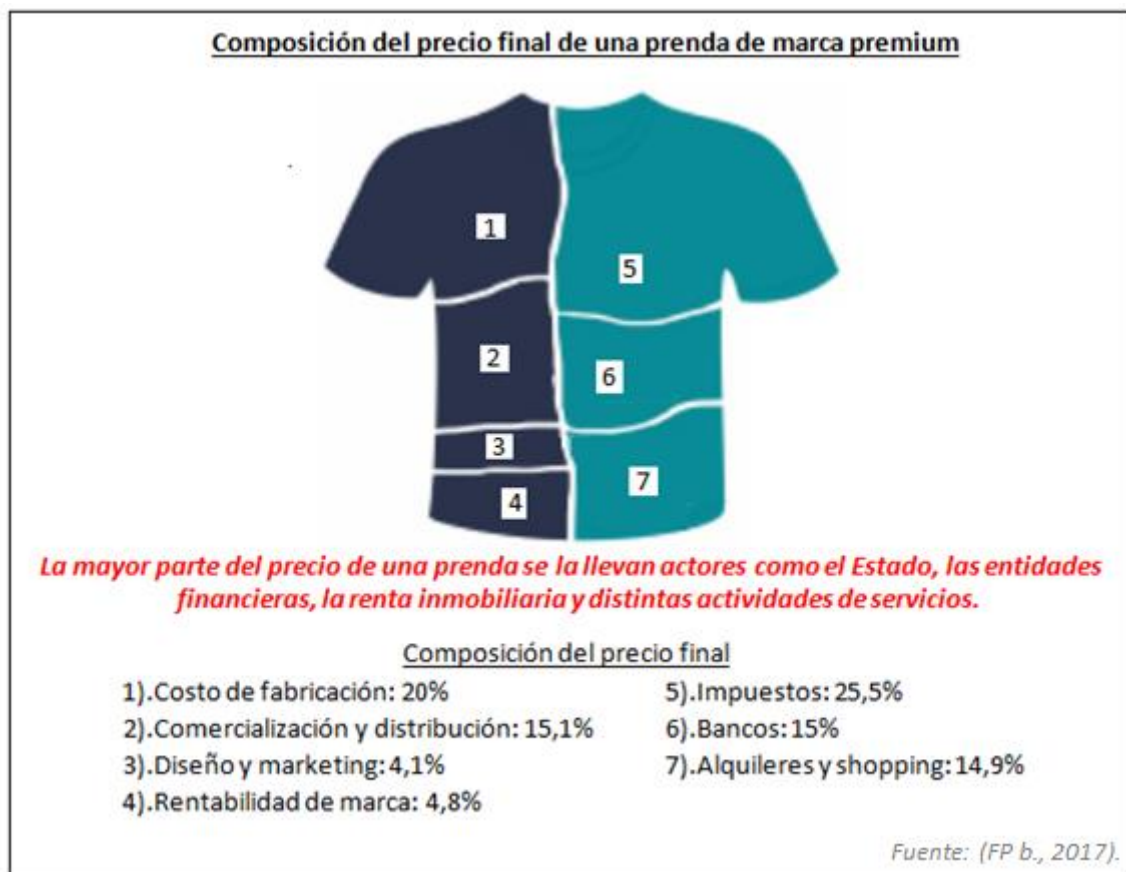 Composición del precio final de una prenda de marca premium
1
5
2
6
3
7
4
La mayor parte del precio de una prenda se la llevan actores como el Estado, las entidades
financieras, la renta inmobiliaria y distintas actividades de servicios.
Composición del precio final
1).Costo de fabricación: 20%
2).Comercialización y distribución: 15,1%
3).Diseño y marketing: 4,1%
4).Rentabilidad de marca: 4,8%
5).Impuestos: 25,5%
6).Bancos: 15%
7).Alquileres y shopping: 14,9%
Fuente: (FP b., 2017).